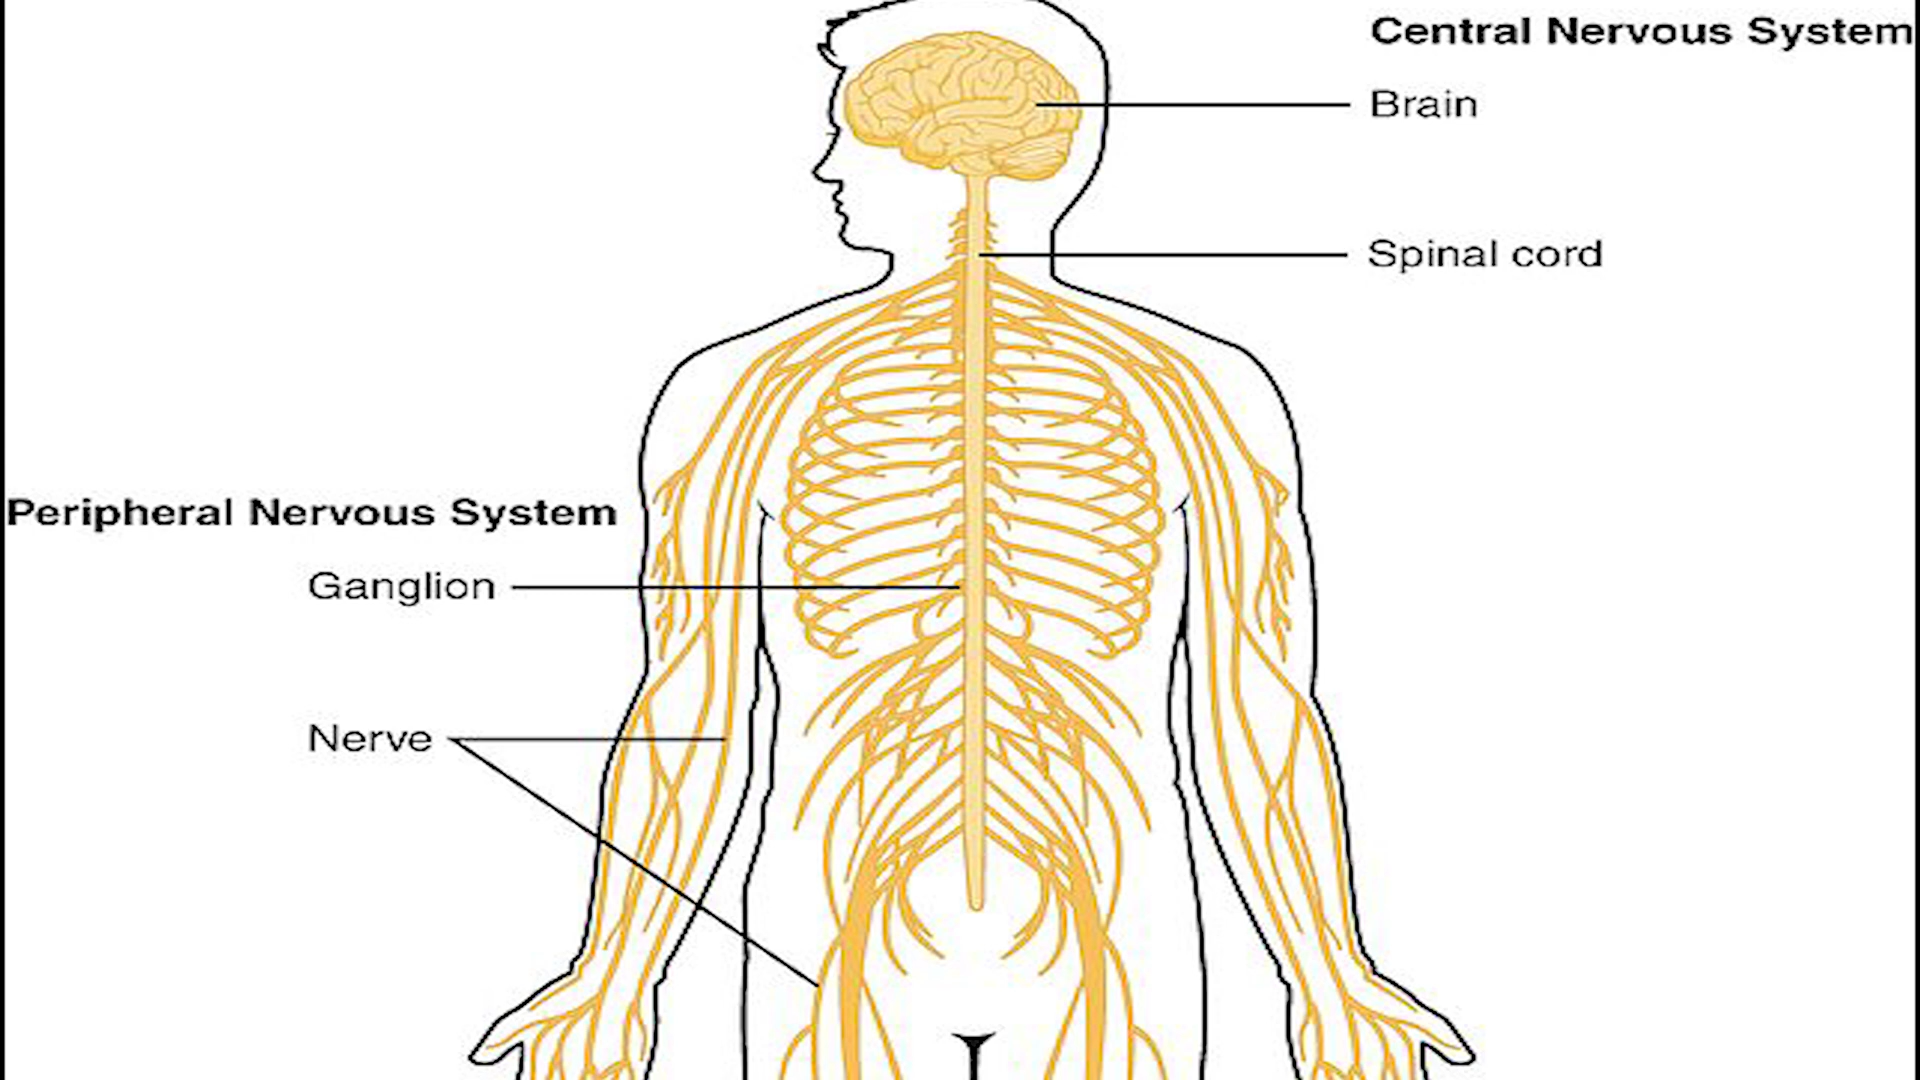 Central Nervous System
Brain
Spinal cord
Peripheral Nervous System
Ganglion
Nerve